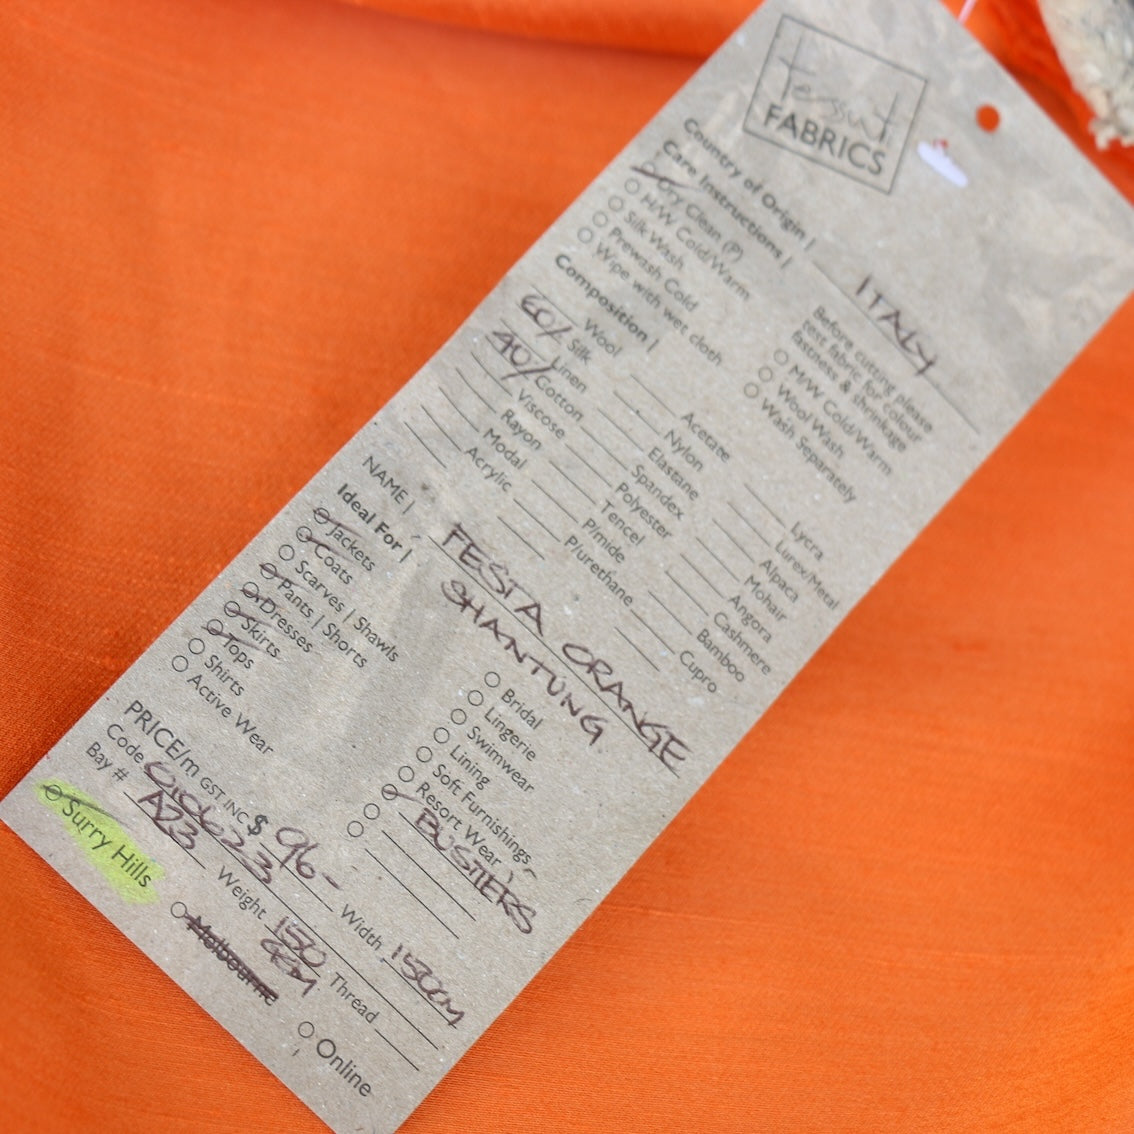 tessuti
FABRICS
Country of Origin | ITALY
Care Instructions |
Dry Clean (P)
H/W Cold/Warm
Silk Wash
Prewash Cold
Wipe with wet cloth
Before cutting please
test fabric for colour
fastness & shrinkage
M/W Cold/Warm
Wool Wash
Wash Separately
Composition |
Wool
60% Silk
Linen
40% Cotton
Viscose
Rayon
Modal
Acrylic
Acetate
Nylon
Elastane
Spandex
Polyester
Tencel
P/mide
P/urethane
Lycra
Lurex/Metal
Alpaca
Mohair
Angora
Cashmere
Bamboo
Cupro
NAME | FESTA ORANGE
SHANTUNG
Ideal For |
Jackets
Coats
Scarves | Shawls
Pants | Shorts
Dresses
Skirts
Tops
Shirts
Active Wear
Bridal
Lingerie
Swimwear
Lining
Soft Furnishings
Resort Wear
BUSTIERS
PRICE/m GST INC $ 96-
Code 010623
Bay # A23
Width 150cm
Weight 150
GSM
Thread
Surry Hills
Melbourne
Online